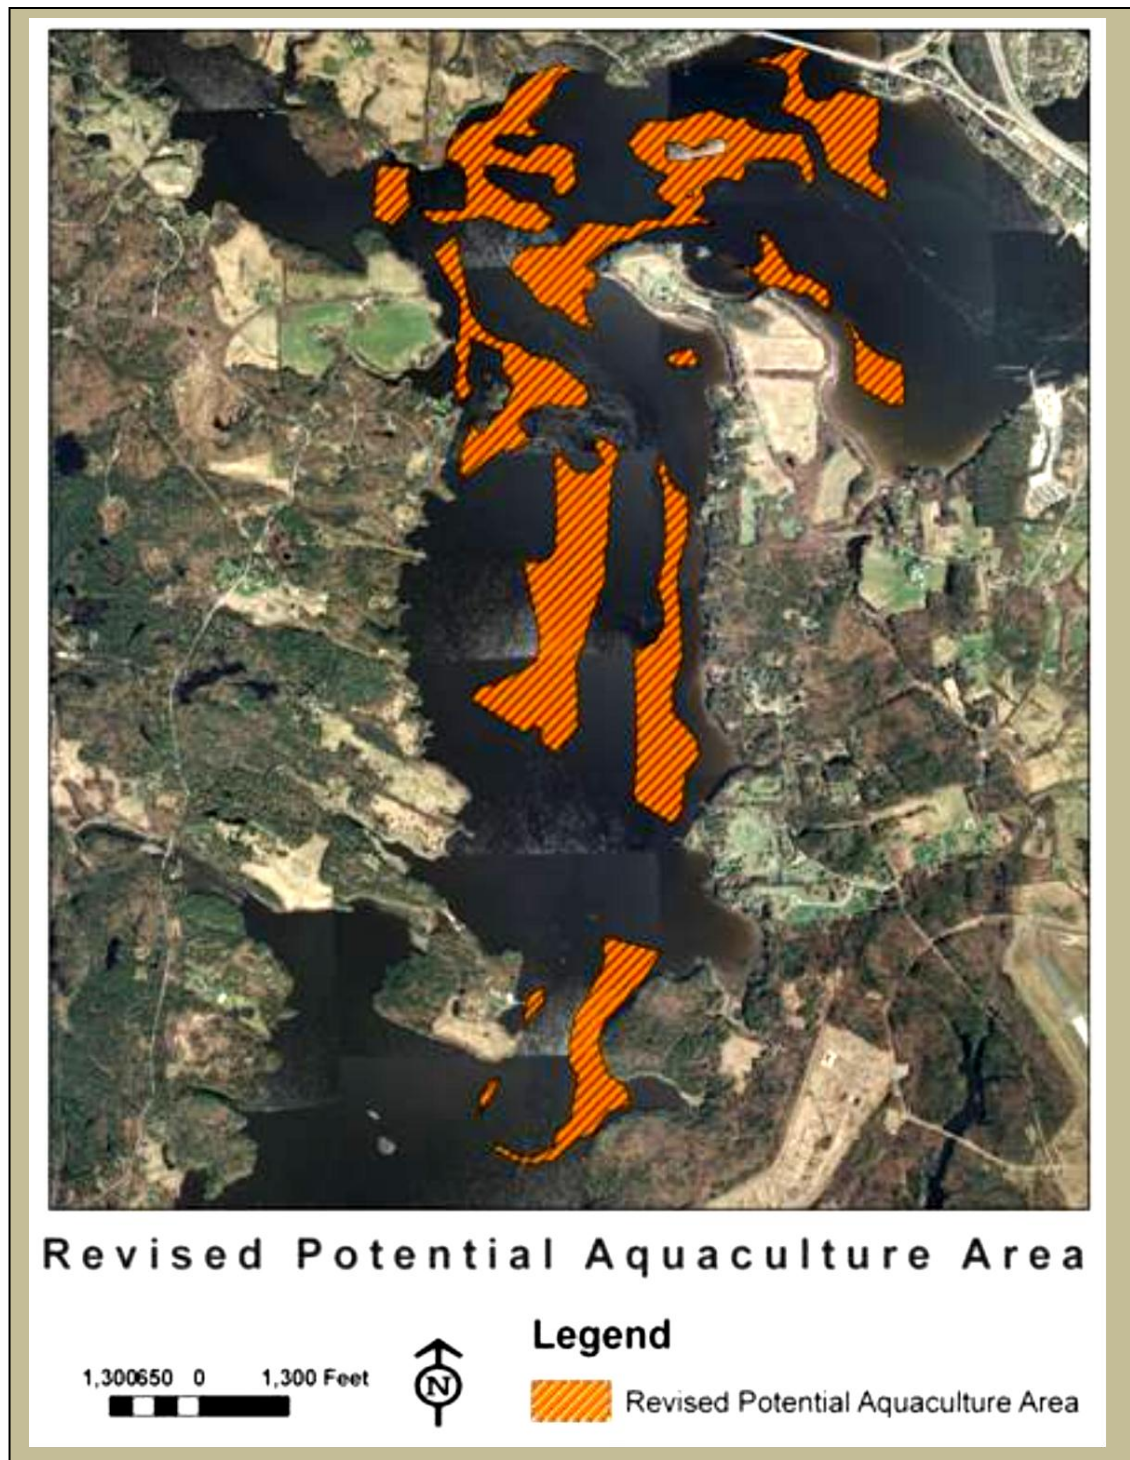 Revised Potential Aquaculture Area
Legend
1,300650 0 1,300 Feet
N
Revised Potential Aquaculture Area